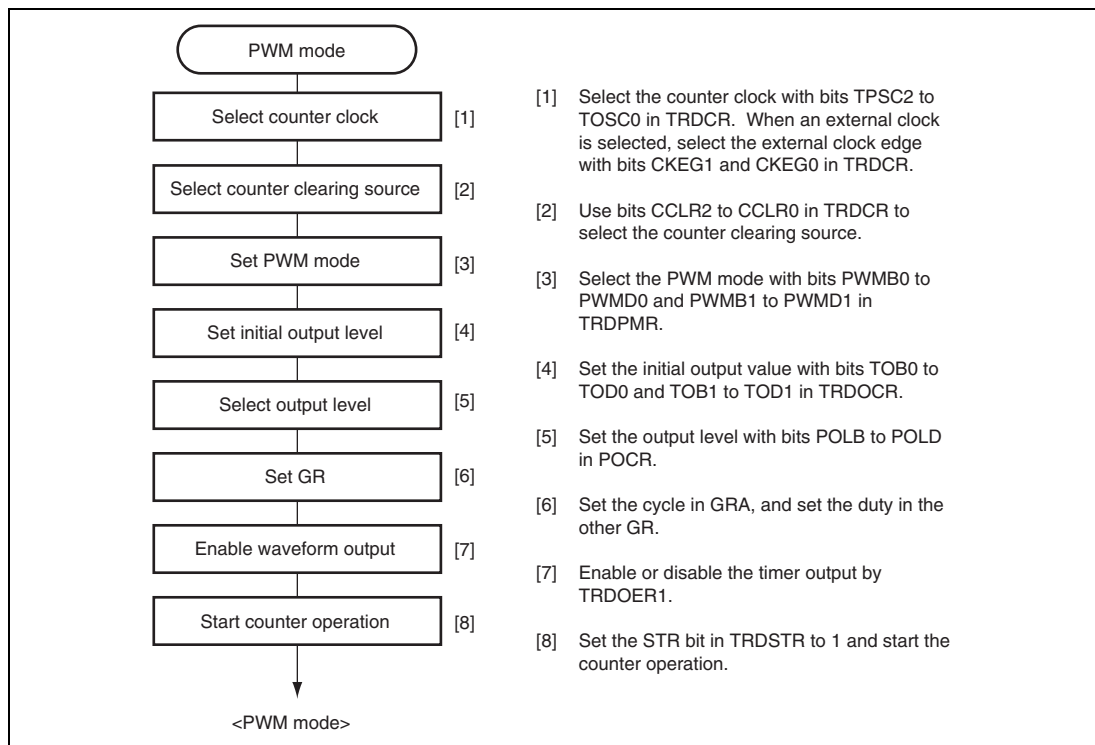 PWM mode
Select counter clock
[1]
Select counter clearing source
[2]
Set PWM mode
[3]
Set initial output level
[4]
Select output level
[5]
Set GR
[6]
Enable waveform output
[7]
Start counter operation
[8]
<PWM mode>
[1] Select the counter clock with bits TPSC2 to
TOSC0 in TRDCR. When an external clock
is selected, select the external clock edge
with bits CKEG1 and CKEG0 in TRDCR.
[2] Use bits CCLR2 to CCLR0 in TRDCR to
select the counter clearing source.
[3] Select the PWM mode with bits PWMB0 to
PWMD0 and PWMB1 to PWMD1 in
TRDPMR.
[4] Set the initial output value with bits TOB0 to
TOD0 and TOB1 to TOD1 in TRDOCR.
[5] Set the output level with bits POLB to POLD
in POCR.
[6] Set the cycle in GRA, and set the duty in the
other GR.
[7] Enable or disable the timer output by
TRDOER1.
[8] Set the STR bit in TRDSTR to 1 and start the
counter operation.